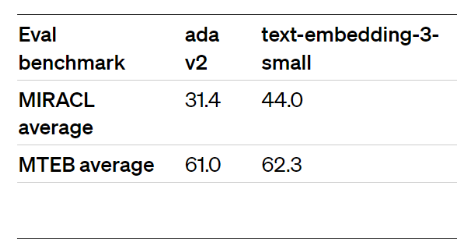 Eval benchmark ada v2 text-embedding-3-small
MIRACL average 31.4 44.0
MTEB average 61.0 62.3